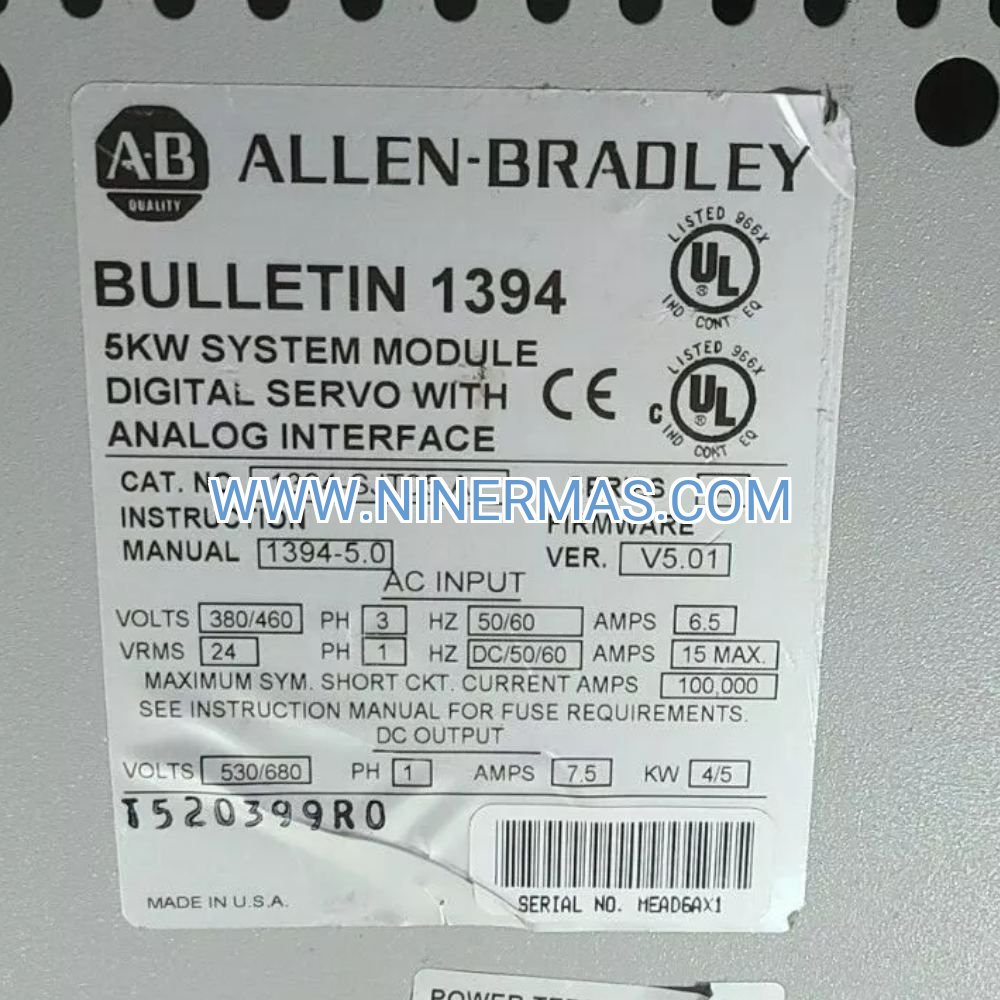 A-B
QUALITY
ALLEN-BRADLEY
LISTED 966X
UL
®
IND CONT EQ
BULLETIN 1394
5KW SYSTEM MODULE
DIGITAL SERVO WITH
ANALOG INTERFACE
CE
LISTED 966X
C UL
®
IND CONT EQ
CAT. NO. SERIES
WWW.NINERMAS.COM
INSTRUCTION FIRMWARE
MANUAL 1394-5.0 VER. V5.01
AC INPUT
VOLTS 380/460 PH 3 HZ 50/60 AMPS 6.5
VRMS 24 PH 1 HZ DC/50/60 AMPS 15 MAX.
MAXIMUM SYM. SHORT CKT. CURRENT AMPS 100,000
SEE INSTRUCTION MANUAL FOR FUSE REQUIREMENTS.
DC OUTPUT
VOLTS 530/680 PH 1 AMPS 7.5 KW 4/5
T520399R0
MADE IN U.S.A.
SERIAL NO. MEAD6AX1
POWER